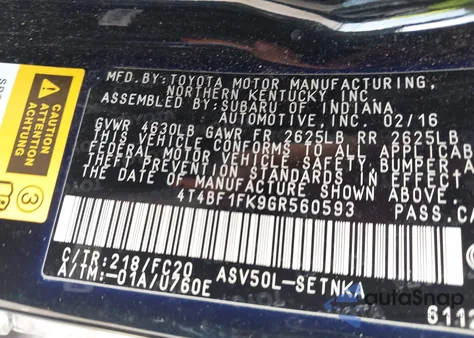 MFD.BY:TOYOTA MOTOR MANUFACTURING,
NORTHERN KENTUCKY, INC.
ASSEMBLED BY:SUBARU OF INDIANA
AUTOMOTIVE,INC. 02/16
GVWR 4630LB GAWR FR 2625LB RR 2625LB
THIS VEHICLE CONFORMS TO ALL APPLICAB
FEDERAL MOTOR VEHICLE SAFETY, BUMPER, A
THEFT PREVENTION STANDARDS IN EFFECT
THE DATE OF MANUFACTURE SHOWN ABOVE.
4T4BF1FK9GR560593 PASS.CA
C/TR:218/FC20 ASV50L-SETNKA
A/TM:-01A/U760E
6112
CAUTION
ATTENTION
ACHTUNG
3
autoSnap